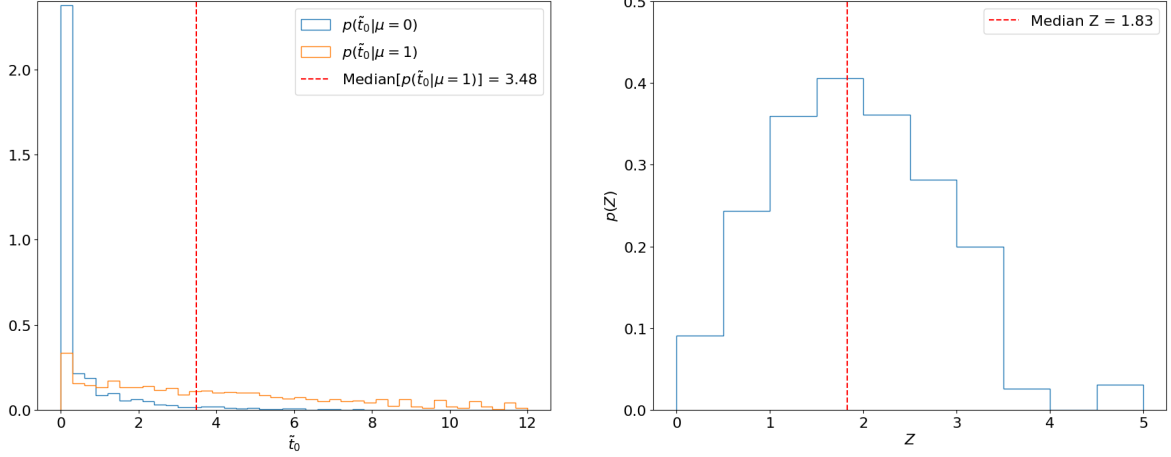 p(t̃₀|μ = 0)
p(t̃₀|μ = 1)
Median[p(t̃₀|μ = 1)] = 3.48
2.0
1.5
1.0
0.5
0.0
0 2 4 6 8 10 12
t̃₀
Median Z = 1.83
0.5
0.4
0.3
0.2
0.1
0.0
p(Z)
0 1 2 3 4 5
Z